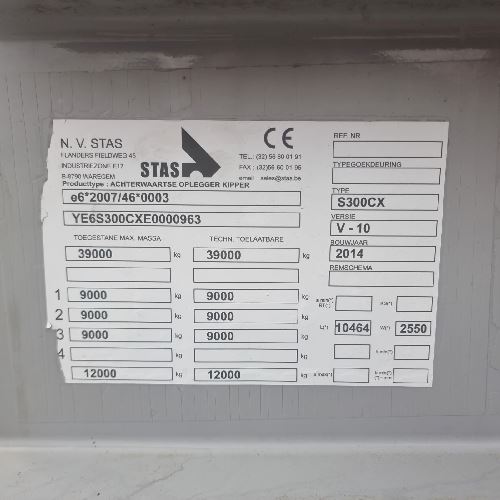 N. V. STAS
FLANDERS FIELDWEG 45
INDUSTRIEZONE E17
B-8790 WAREGEM
STAS
CE
TEL.: (32) 56 60 01 91
FAX.: (32)56 60 01 95
email sales@stas.be
Producttype : ACHTERWAARTSE OPLEGGER KIPPER
e6*2007/46*0003
YE6S300CXE0000963
TOEGESTANE MAX. MASSA TECHN. TOELAATBARE
39000 kg 39000 kg
kg kg
1 9000 kg 9000 kg
2 9000 kg 9000 kg
3 9000 kg 9000 kg
4 kg kg
12000 kg 12000 kg
REF. NR
TYPEGOEDKEURING
TYPE
S300CX
VERSIE
V - 10
BOUWJAAR
2014
REMSCHEMA
L(*) 10464 W(*) 2550